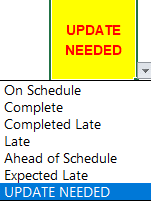 UPDATE
NEEDED
On Schedule
Complete
Completed Late
Late
Ahead of Schedule
Expected Late
UPDATE NEEDED